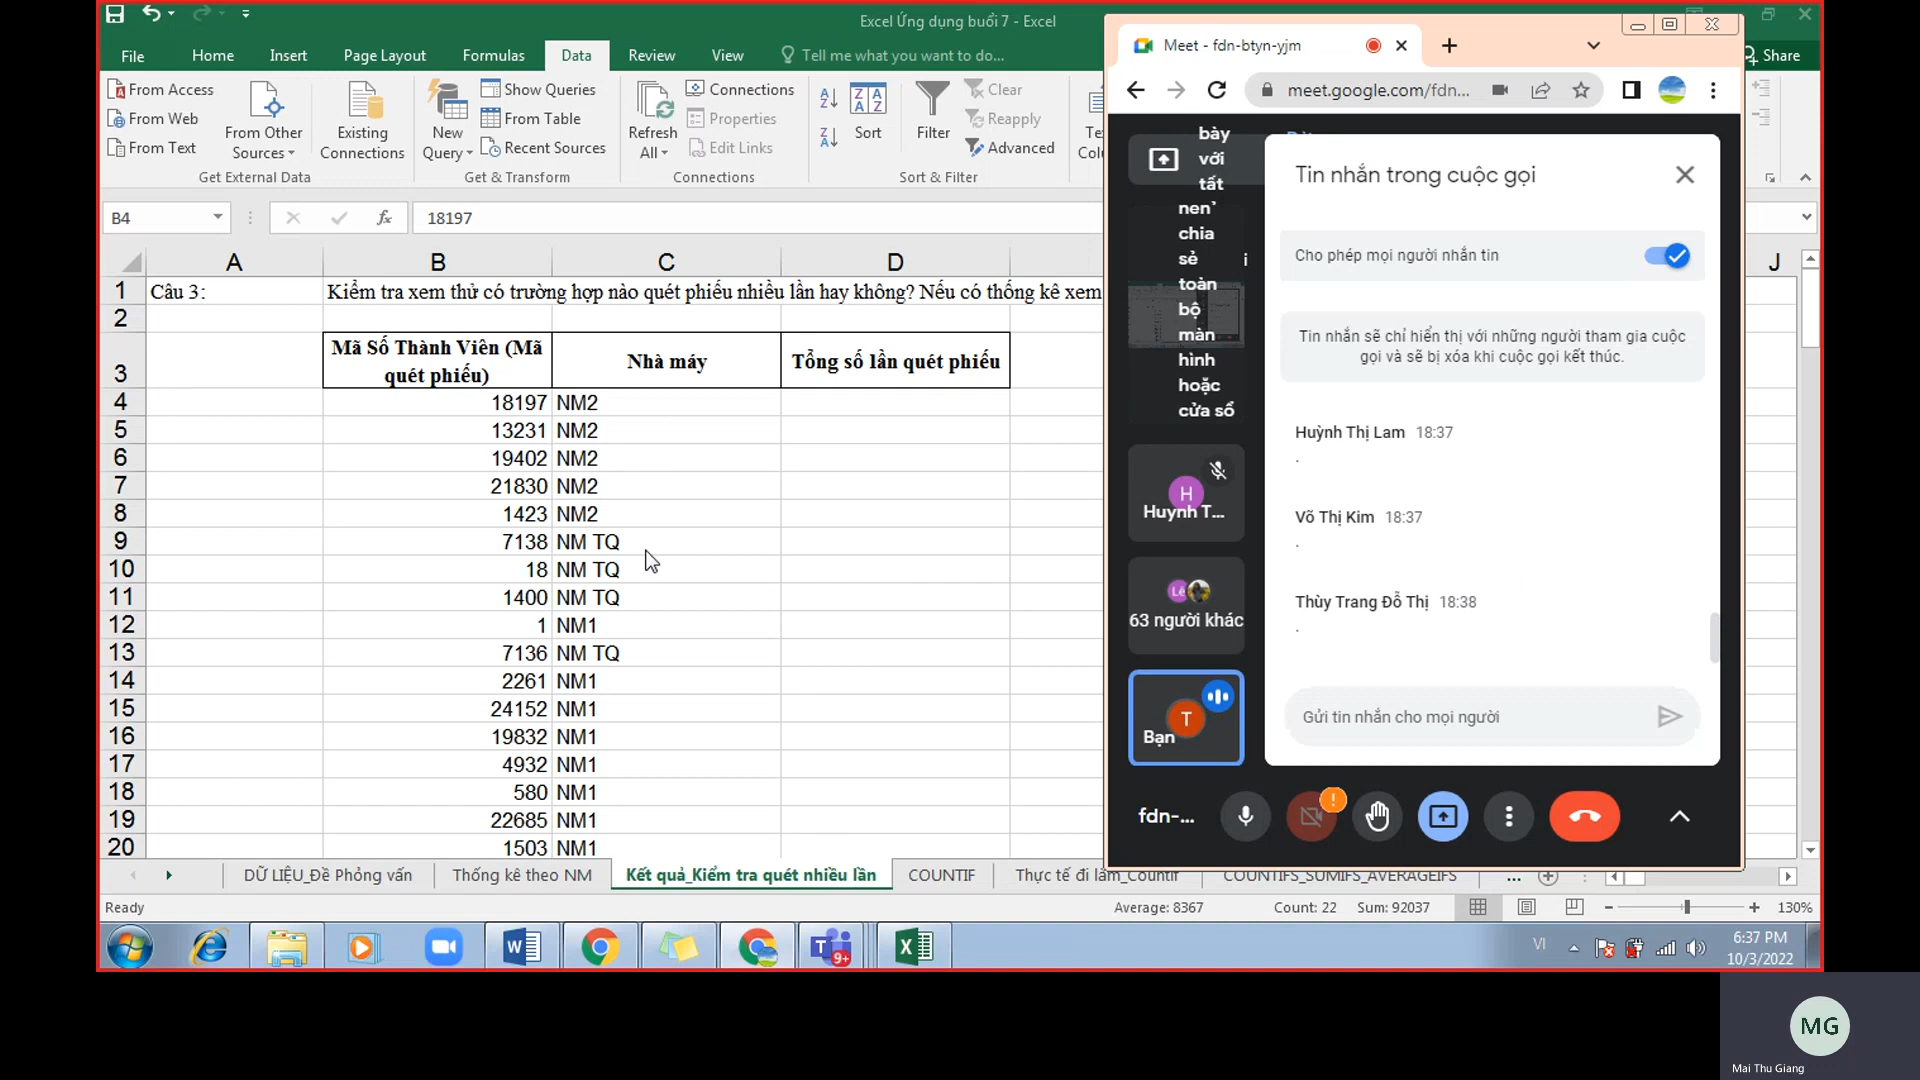 Excel Ứng dụng buổi 7 - Excel
File Home Insert Page Layout Formulas Data Review View Tell me what you want to do... Share
From Access
From Web
From Text
From Other Sources
Existing Connections
Get External Data
New Query
Show Queries
From Table
Recent Sources
Get & Transform
Refresh All
Connections
Properties
Edit Links
Connections
Sort
Filter
Clear
Reapply
Advanced
Sort & Filter
B4 fx 18197
A B C D J
1 Câu 3: Kiểm tra xem thử có trường hợp nào quét phiếu nhiều lần hay không? Nếu có thống kê xem
2
3 Mã Số Thành Viên (Mã quét phiếu) Nhà máy Tổng số lần quét phiếu
4 18197 NM2
5 13231 NM2
6 19402 NM2
7 21830 NM2
8 1423 NM2
9 7138 NM TQ
10 18 NM TQ
11 1400 NM TQ
12 1 NM1
13 7136 NM TQ
14 2261 NM1
15 24152 NM1
16 19832 NM1
17 4932 NM1
18 580 NM1
19 22685 NM1
20 1503 NM1
DỮ LIỆU_Đề Phỏng vấn Thống kê theo NM Kết quả_Kiểm tra quét nhiều lần COUNTIF Thực tế đi làm_Countif COUNTIFS_SUMIFS_AVERAGEIFS ...
Ready Average: 8367 Count: 22 Sum: 92037 130%
VI
6:37 PM
10/3/2022
9+
Meet - fdn-btyn-yjm
meet.google.com/fdn...
bày
với
tất
nen'
chia
sẻ
toàn
bộ
màn
hình
hoặc
cửa sổ
H
Huỳnh T...
Lê
63 người khác
T
Bạn
Tin nhắn trong cuộc gọi
Cho phép mọi người nhắn tin
Tin nhắn sẽ chỉ hiển thị với những người tham gia cuộc
gọi và sẽ bị xóa khi cuộc gọi kết thúc.
Huỳnh Thị Lam 18:37
.
Võ Thị Kim 18:37
.
Thùy Trang Đỗ Thị 18:38
.
Gửi tin nhắn cho mọi người
fdn-...
MG
Mai Thu Giang